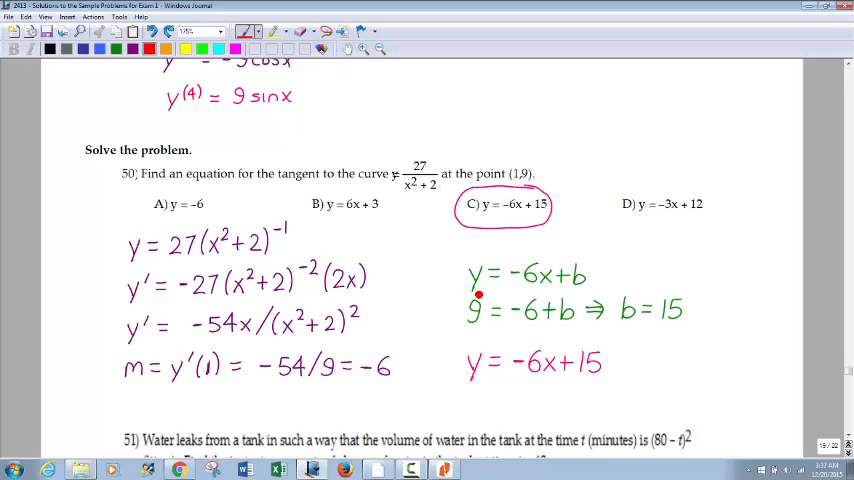 2413 - Solutions to the Sample Problems for Exam 1 - Windows Journal
File Edit View Insert Actions Tools Help
175%
B I
y = -9cosx
y⁽⁴⁾ = 9 sinx
Solve the problem.
50) Find an equation for the tangent to the curve y = 27/(x² + 2) at the point (1,9).
A) y = -6 B) y = 6x + 3 C) y = -6x + 15 D) y = -3x + 12
y = 27(x²+2)⁻¹
y' = -27(x²+2)⁻²(2x)
y' = -54x/(x²+2)²
m = y'(1) = -54/9 = -6
y = -6x+b
9 = -6+b ⇒ b = 15
y = -6x+15
51) Water leaks from a tank in such a way that the volume of water in the tank at the time t (minutes) is (80 – t)²
19 / 22
3:37 AM
12/20/2015